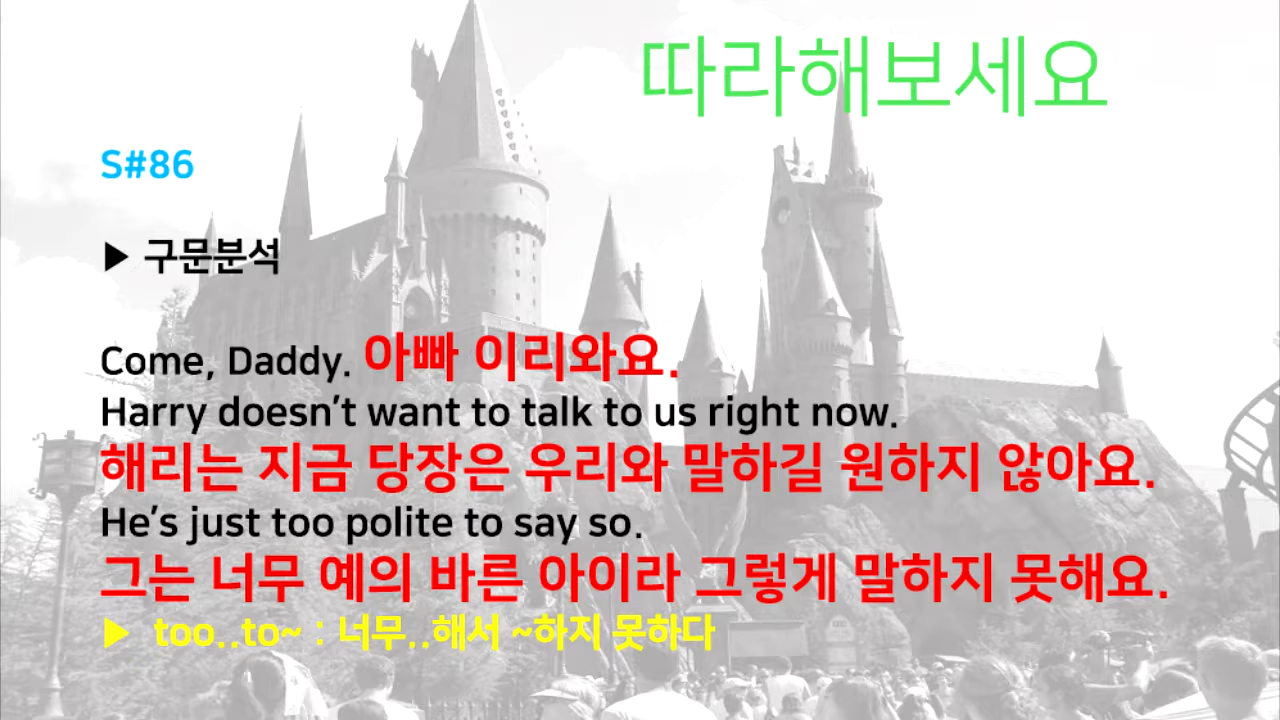 따라해보세요
S#86
▶ 구문분석
Come, Daddy. 아빠 이리와요.
Harry doesn't want to talk to us right now.
해리는 지금 당장은 우리와 말하길 원하지 않아요.
He's just too polite to say so.
그는 너무 예의 바른 아이라 그렇게 말하지 못해요.
▶ too..to~ : 너무..해서 ~하지 못하다